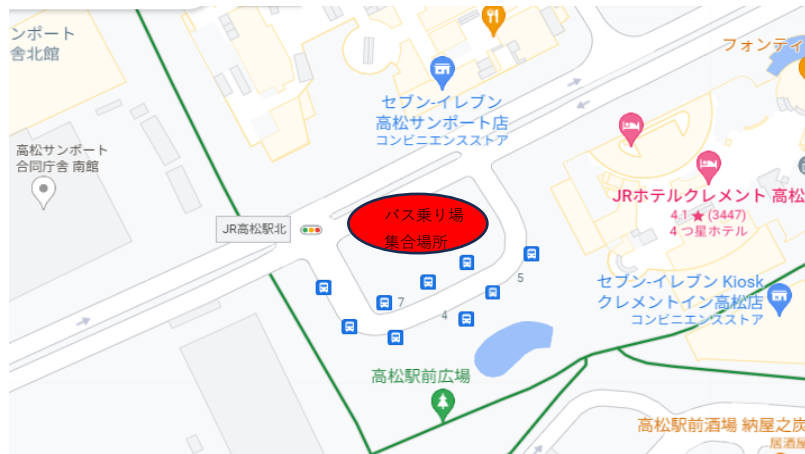 ンポート
舎北館
フォンティ
セブン-イレブン
高松サンポート店
コンビニエンスストア
高松サンポート
合同庁舎 南館
JRホテルクレメント 高松
4.1 ★ (3447)
4 つ星ホテル
バス乗り場
集合場所
JR高松駅北
5
7
4
セブン-イレブン Kiosk
クレメントイン高松店
コンビニエンスストア
高松駅前広場
高松駅前酒場 納屋之炭
居酒屋